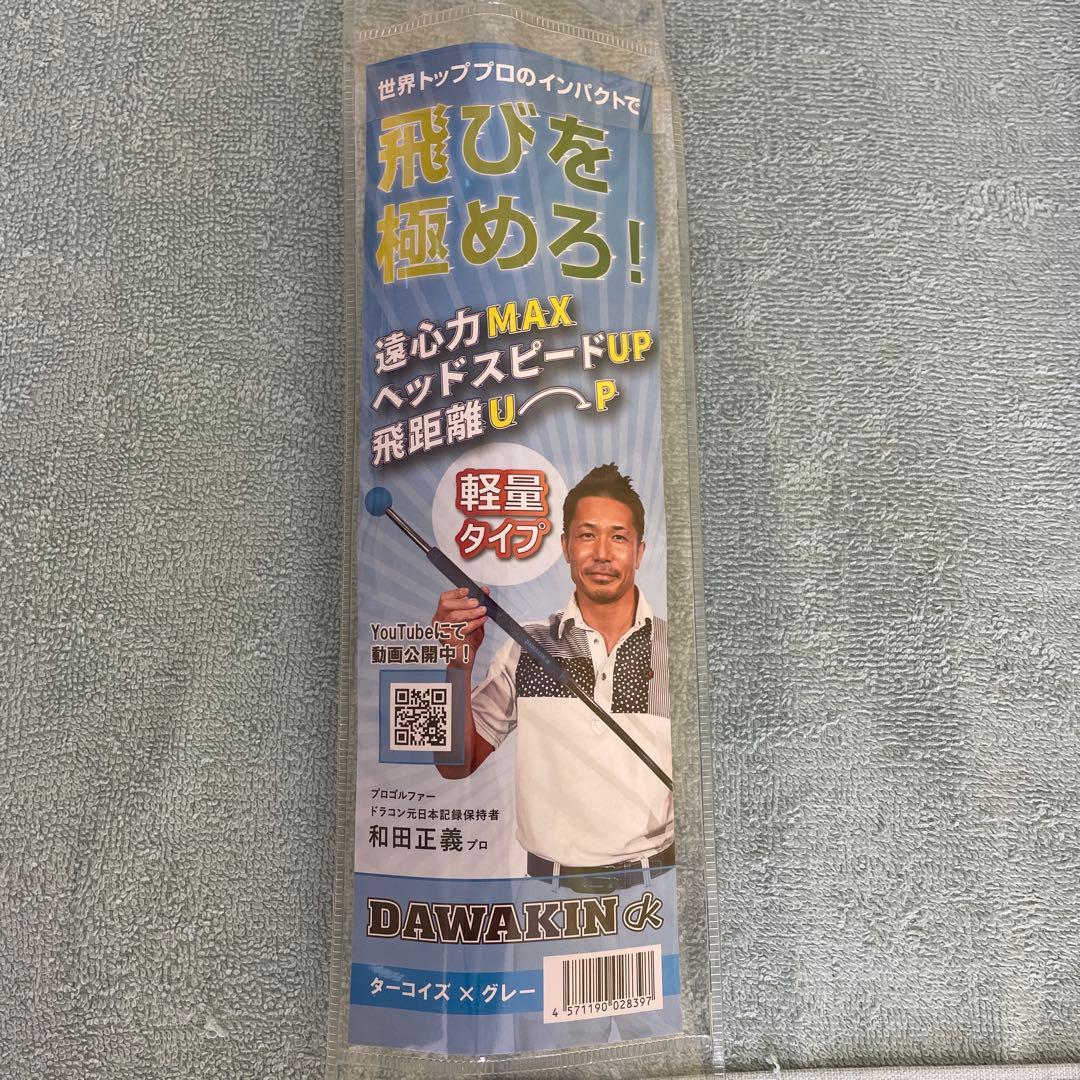 世界トッププロのインパクトで
飛びを
極めろ!
遠心力MAX
ヘッドスピードUP
飛距離UP
軽量
タイプ
YouTubeにて
動画公開中!
プロゴルファー
ドラコン元日本記録保持者
和田正義プロ
DAWAKIN dk
ターコイズ×グレー
4 571190 028397